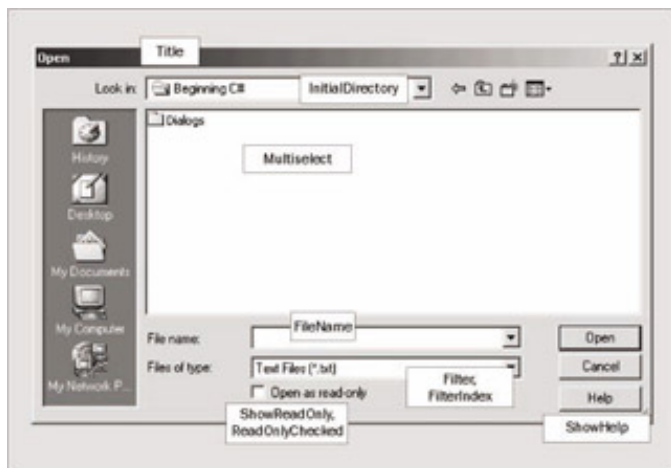 Title
Open
Look in:
Beginning C#
InitialDirectory
History
Desktop
My Documents
My Computer
My Network P...
Dialogs
Multiselect
File name:
FileName
Open
Files of type:
Text Files (*.txt)
Filter,
FilterIndex
Cancel
Open as read-only
Help
ShowReadOnly,
ReadOnlyChecked
ShowHelp